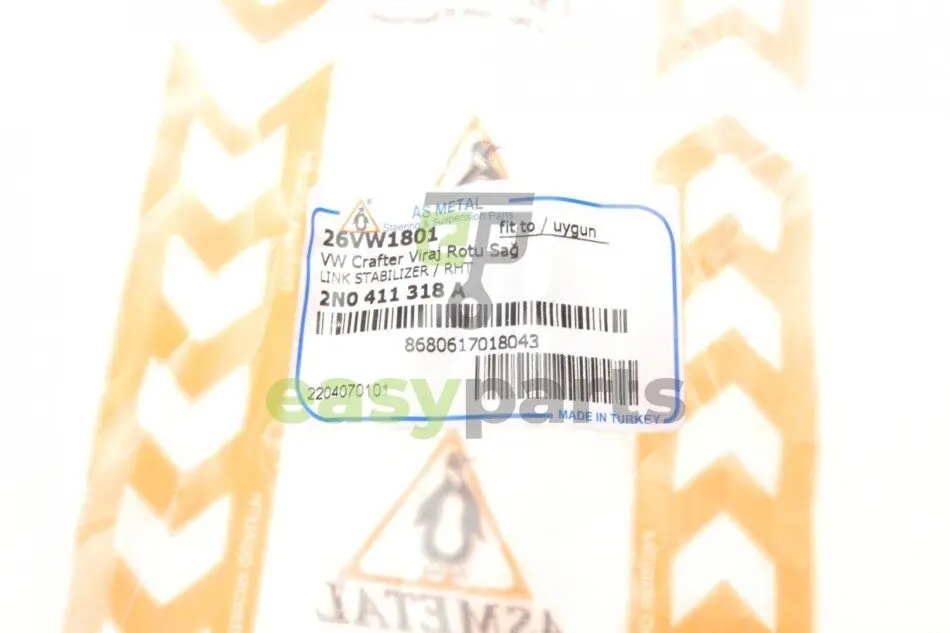 AS METAL
Steering & Suspension Parts
26VW1801 fit to / uygun
VW Crafter Viraj Rotu Sağ
LINK STABILIZER / RHT
2N0 411 318 A
8680617018043
2204070101
easyparts
MADE IN TURKEY
ASMETAL